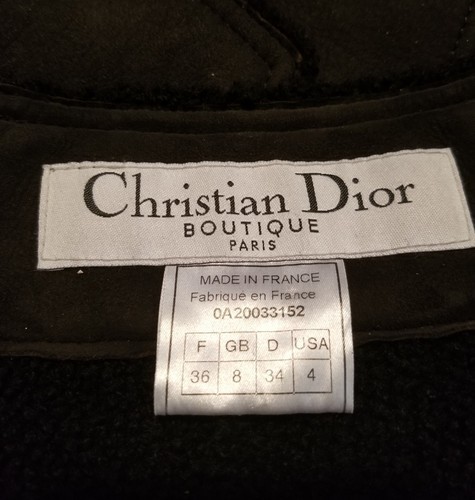 Christian Dior
BOUTIQUE
PARIS
MADE IN FRANCE
Fabriqué en France
0A20033152
F GB D USA
36 8 34 4